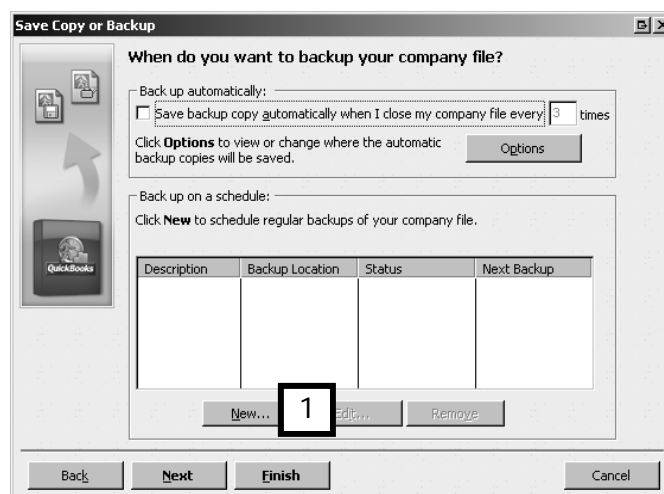 Save Copy or Backup
When do you want to backup your company file?
Back up automatically:
Save backup copy automatically when I close my company file every 3 times
Click Options to view or change where the automatic
backup copies will be saved.
Options
QuickBooks
Back up on a schedule:
Click New to schedule regular backups of your company file.
Description Backup Location Status Next Backup
New... 1 Edit... Remove
Back Next Finish Cancel